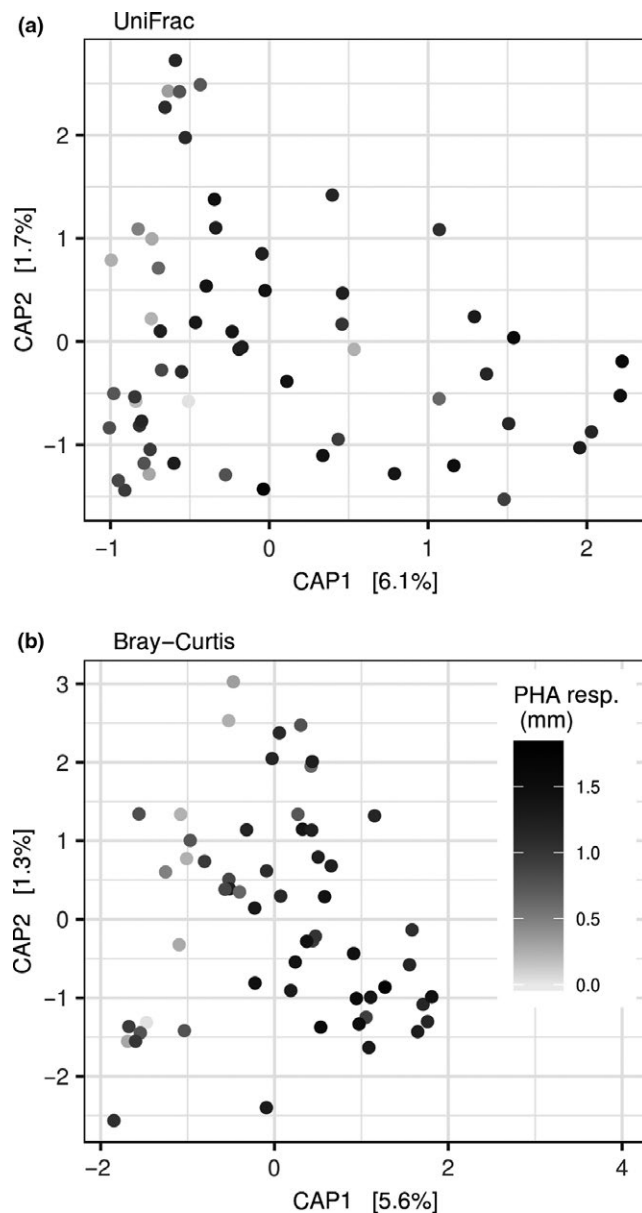 (a) UniFrac
CAP2 [1.7%]
2
1
0
−1
−1 0 1 2
CAP1 [6.1%]
(b) Bray−Curtis
CAP2 [1.3%]
3
2
1
0
−1
−2
PHA resp.
(mm)
1.5
1.0
0.5
0.0
−2 0 2 4
CAP1 [5.6%]